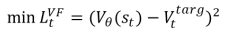 min L_t^{VF} = (V_θ(s_t) − V_t^{targ})^2